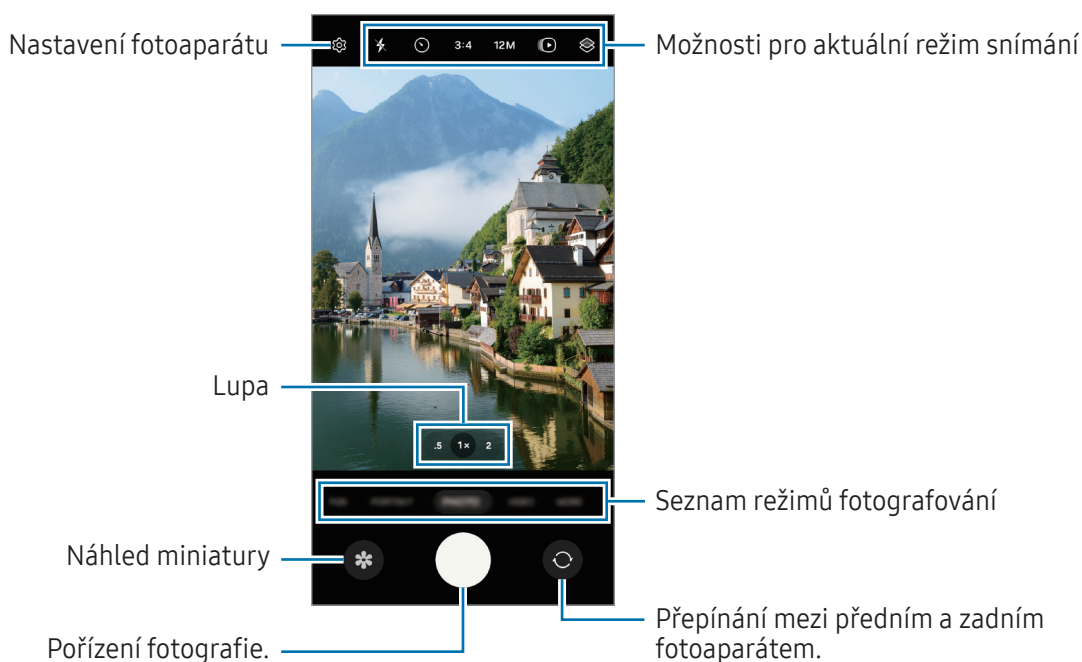 Nastavení fotoaparátu
3:4 12M
Možnosti pro aktuální režim snímání
Lupa
.5 1× 2
Seznam režimů fotografování
Náhled miniatury
Pořízení fotografie.
Přepínání mezi předním a zadním
fotoaparátem.